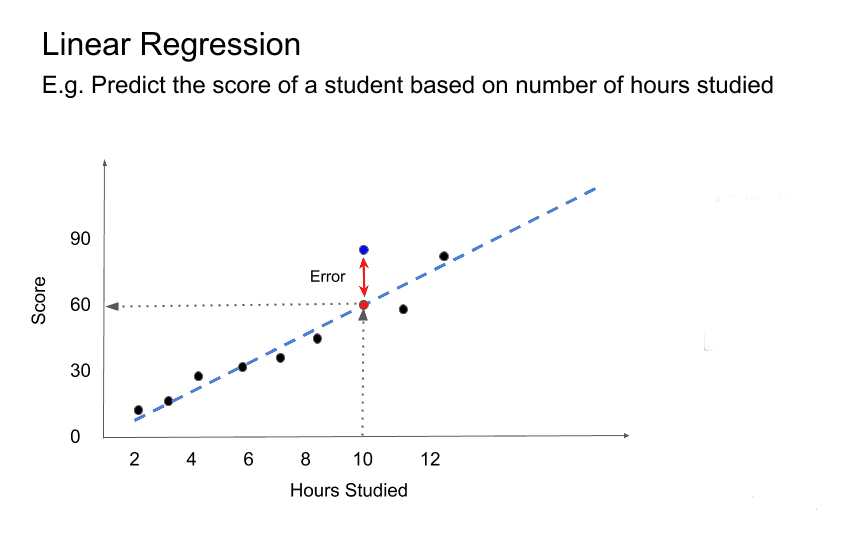 Linear Regression
E.g. Predict the score of a student based on number of hours studied
90
Error
60
Score
30
0
2 4 6 8 10 12
Hours Studied